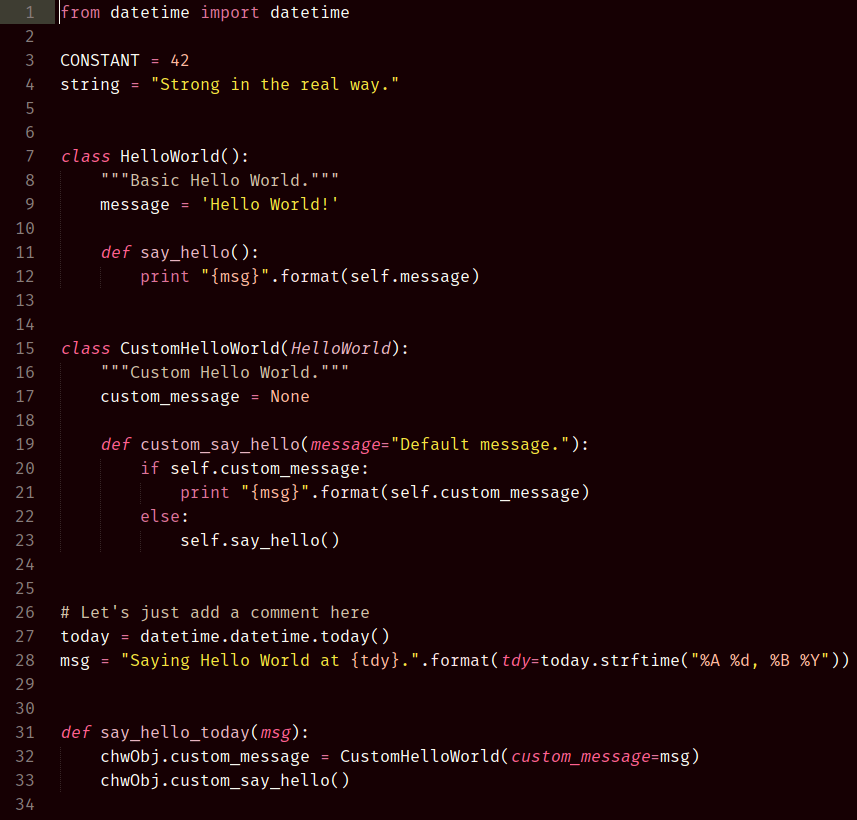 1 from datetime import datetime
2
3 CONSTANT = 42
4 string = "Strong in the real way."
5
6
7 class HelloWorld():
8     """Basic Hello World."""
9     message = 'Hello World!'
10
11     def say_hello():
12         print "{msg}".format(self.message)
13
14
15 class CustomHelloWorld(HelloWorld):
16     """Custom Hello World."""
17     custom_message = None
18
19     def custom_say_hello(message="Default message."):
20         if self.custom_message:
21             print "{msg}".format(self.custom_message)
22         else:
23             self.say_hello()
24
25
26 # Let's just add a comment here
27 today = datetime.datetime.today()
28 msg = "Saying Hello World at {tdy}.".format(tdy=today.strftime("%A %d, %B %Y"))
29
30
31 def say_hello_today(msg):
32     chwObj.custom_message = CustomHelloWorld(custom_message=msg)
33     chwObj.custom_say_hello()
34